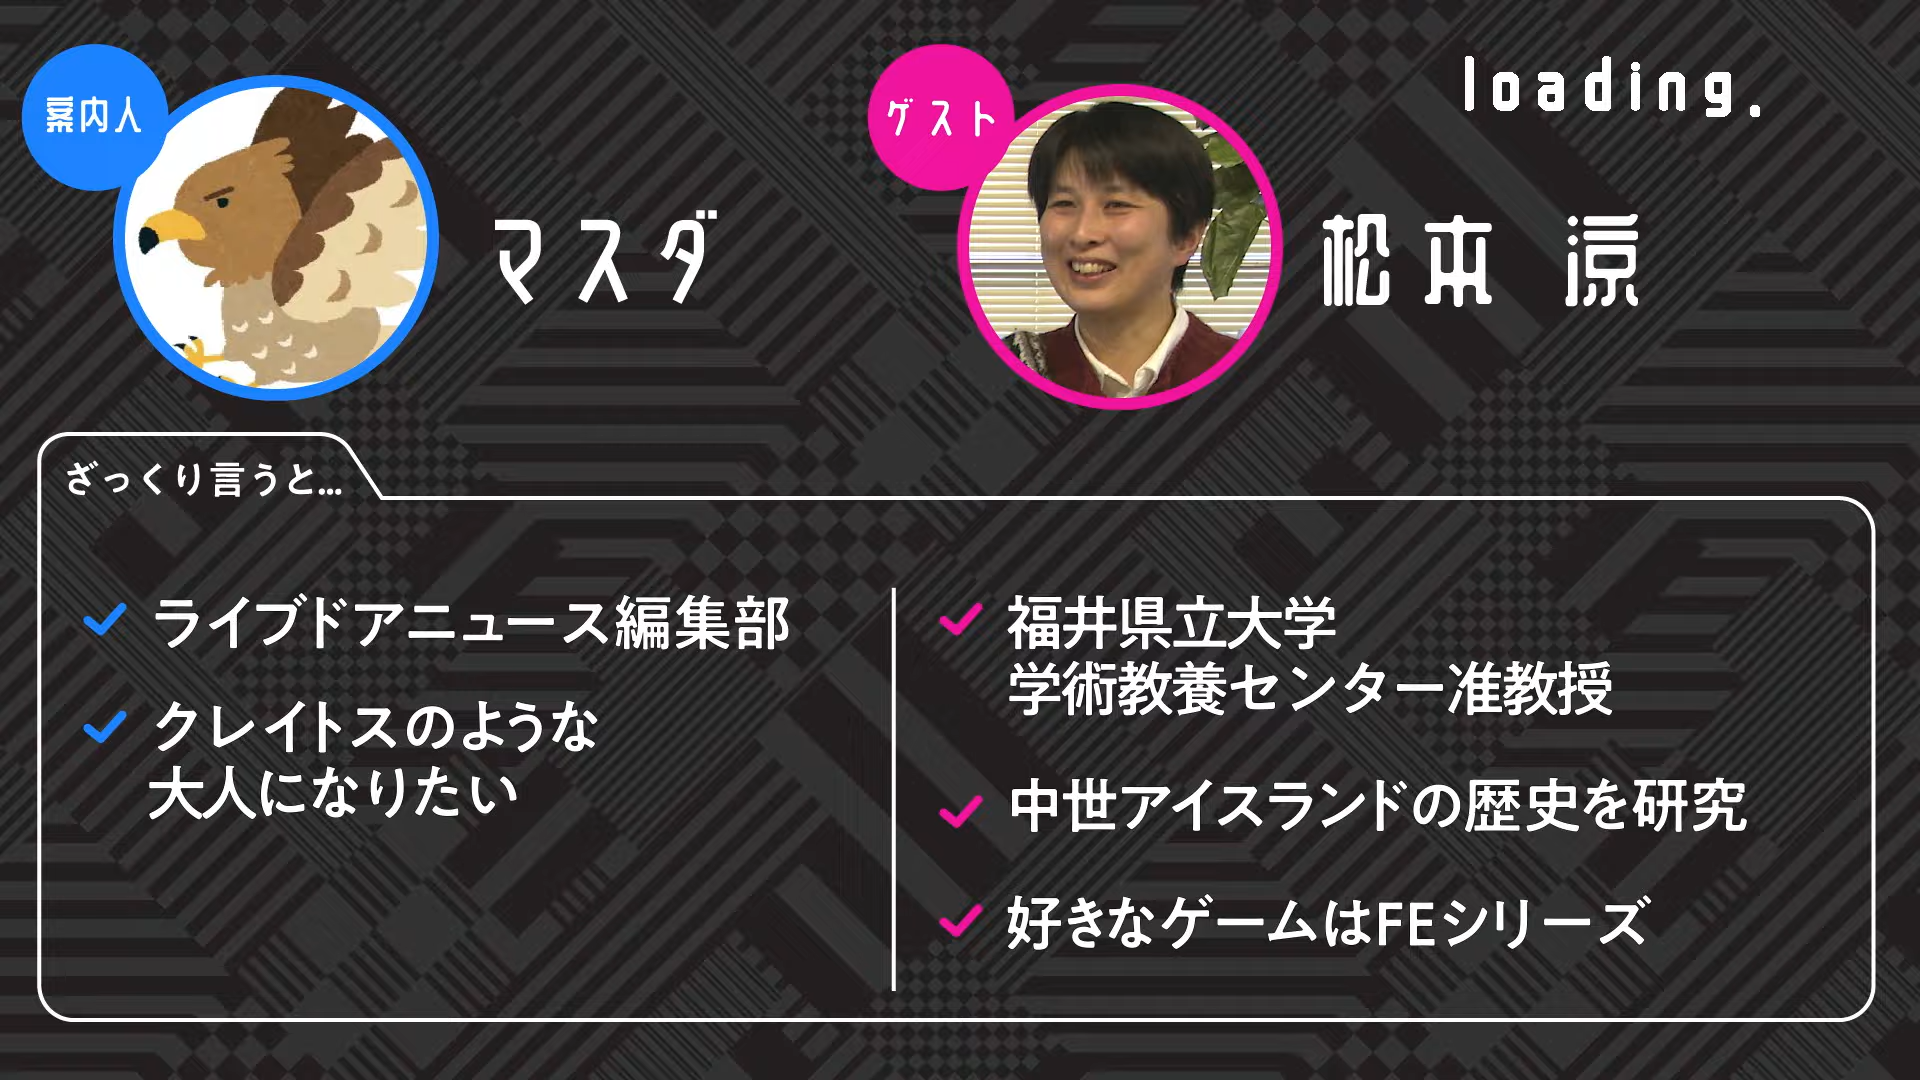 案内人
マスダ
ゲスト
松本 涼
loading.
ざっくり言うと...
ライブドアニュース編集部
クレイトスのような
大人になりたい
福井県立大学
学術教養センター准教授
中世アイスランドの歴史を研究
好きなゲームはFEシリーズ